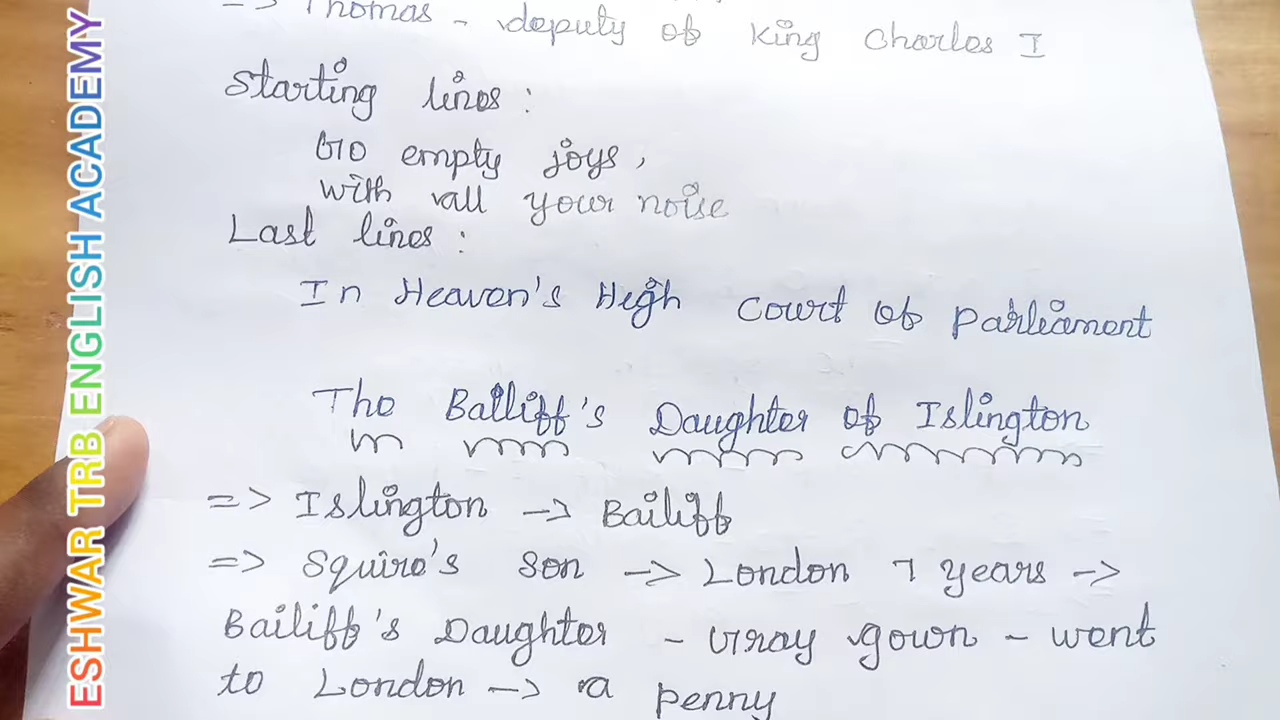 => Thomas - deputy of King Charles I
Starting lines:
Go empty joys,
with all your noise
Last lines:
In Heaven's High Court of Parliament
The Bailiff's Daughter of Islington
=> Islington -> Bailiff
=> Squire's son -> London 7 years ->
Bailiff's Daughter - Gray gown - went
to London -> a penny
ESHWAR TRB ENGLISH ACADEMY